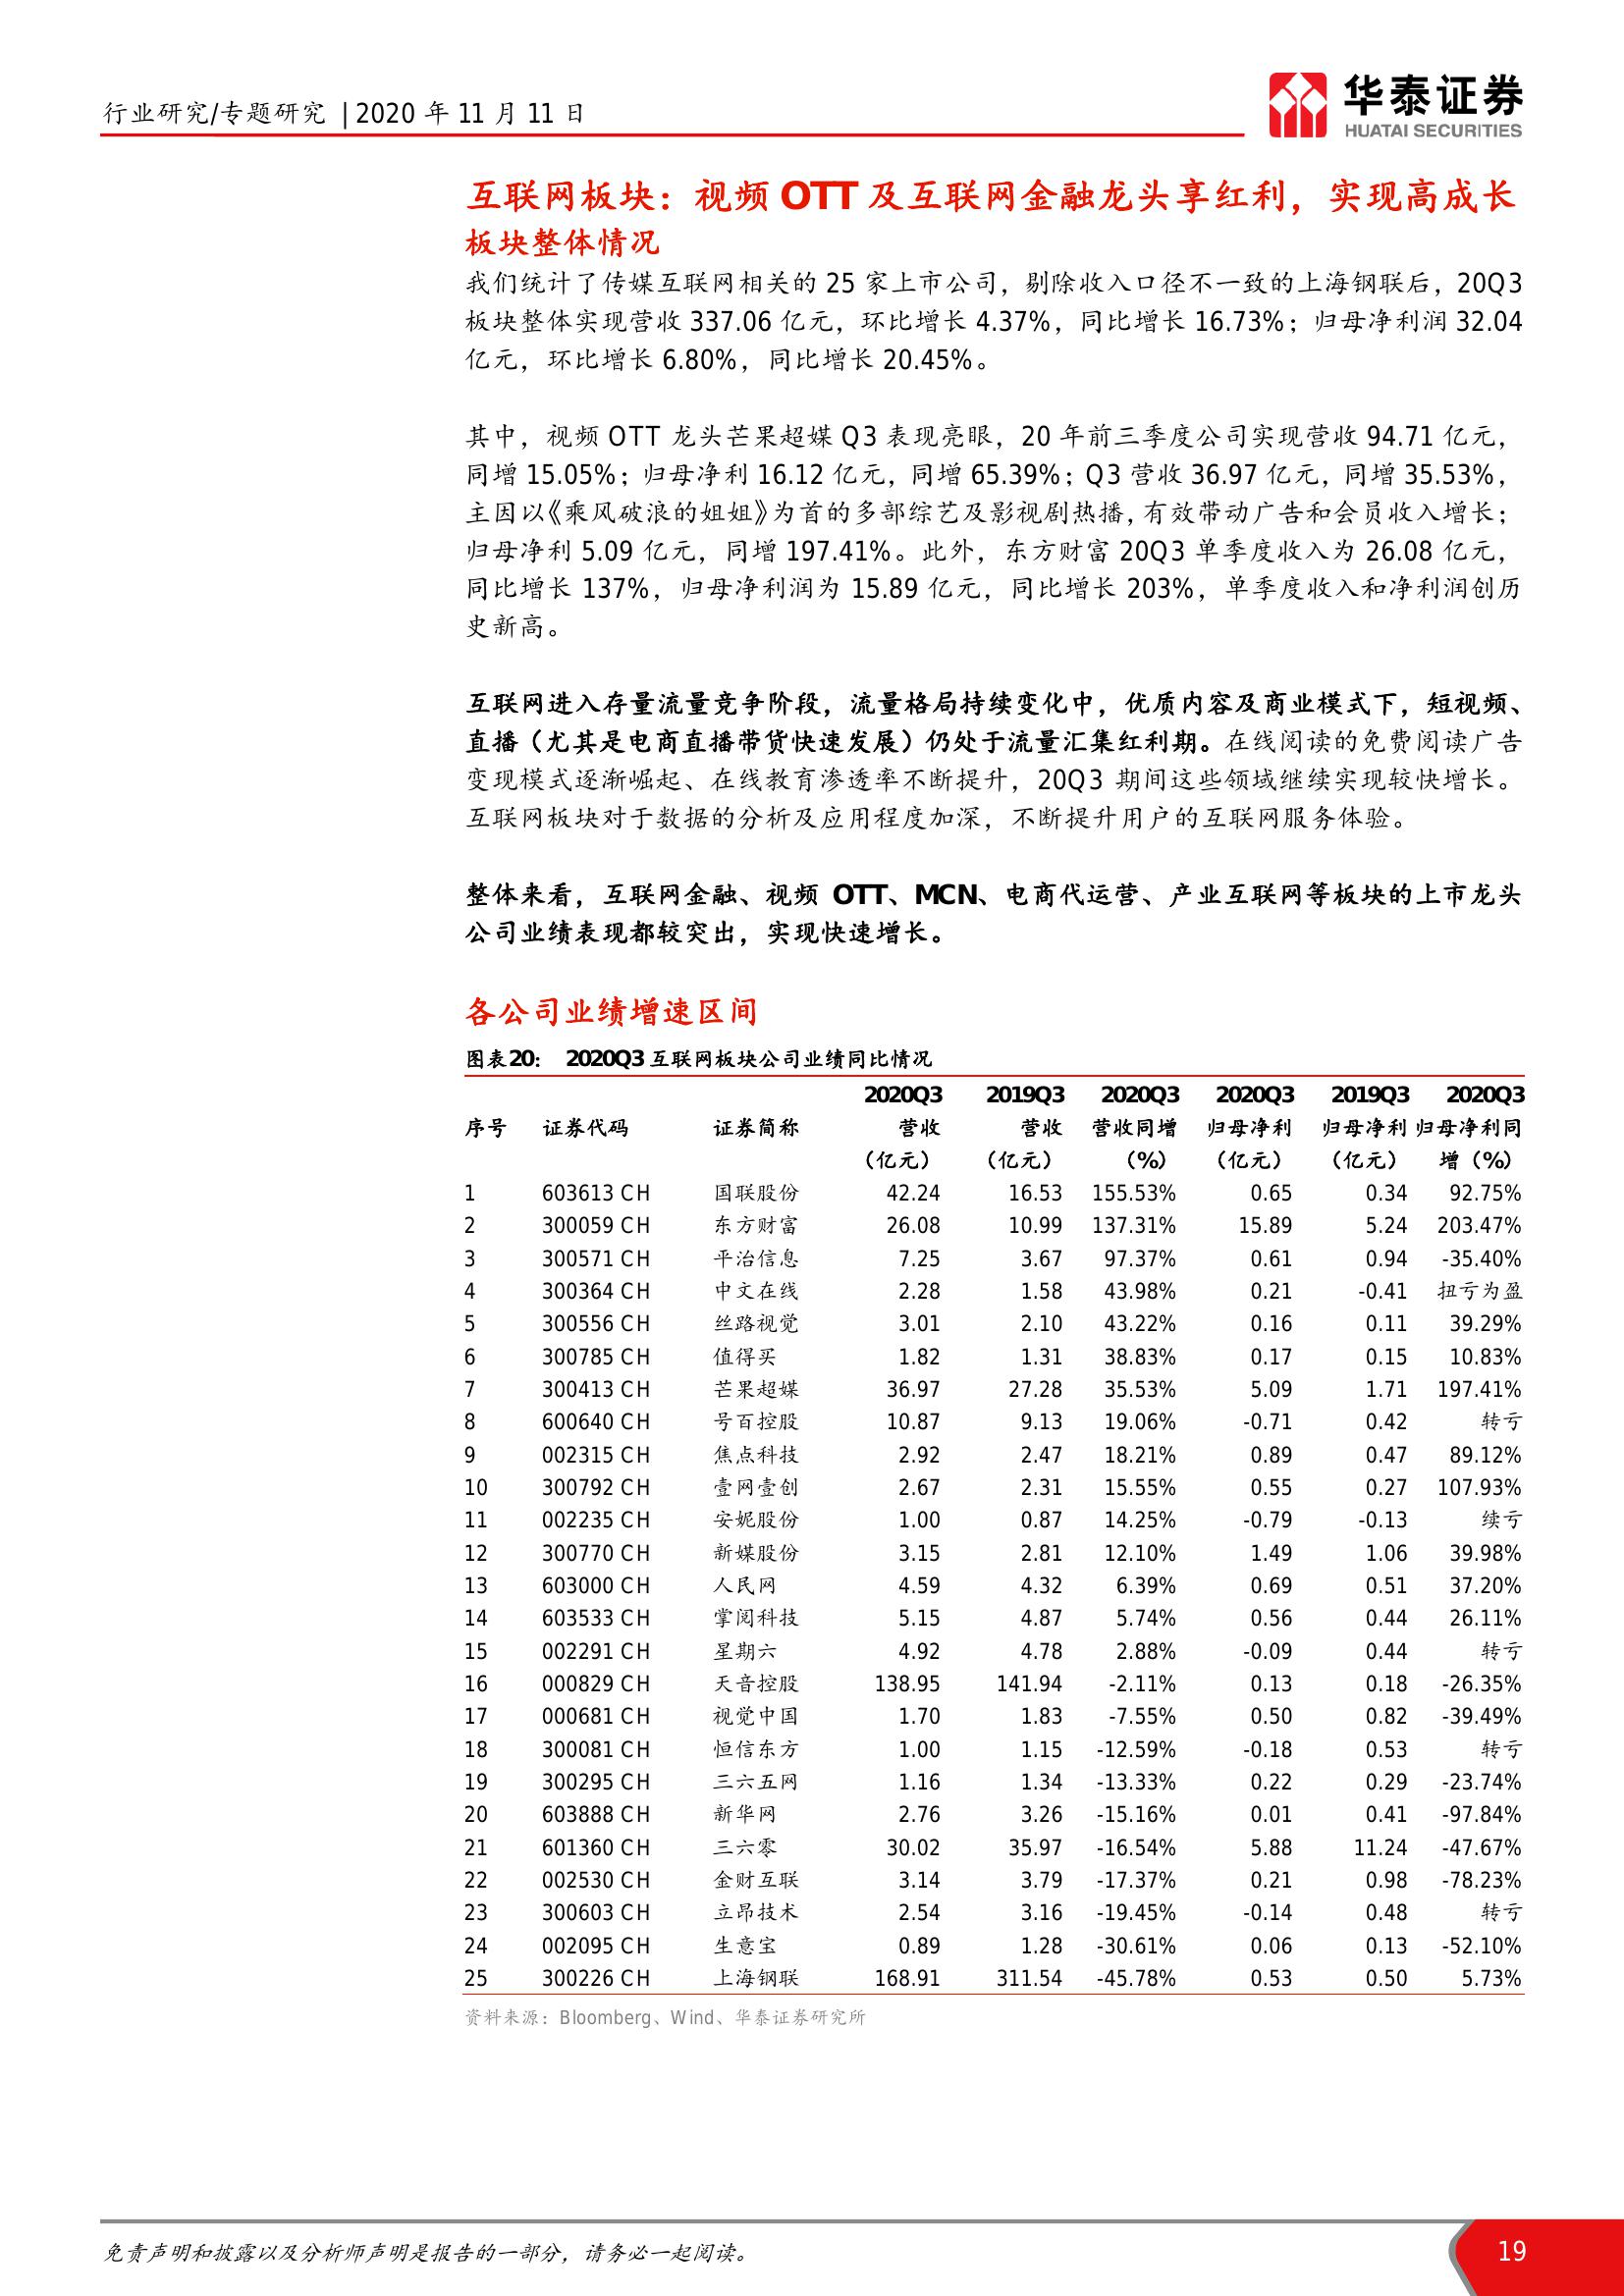 行业研究/专题研究 | 2020 年 11 月 11 日
华泰证券
HUATAI SECURITIES
互联网板块：视频 OTT 及互联网金融龙头享红利，实现高成长
板块整体情况
我们统计了传媒互联网相关的 25 家上市公司，剔除收入口径不一致的上海钢联后，20Q3
板块整体实现营收 337.06 亿元，环比增长 4.37%，同比增长 16.73%；归母净利润 32.04
亿元，环比增长 6.80%，同比增长 20.45%。
其中，视频 OTT 龙头芒果超媒 Q3 表现亮眼，20 年前三季度公司实现营收 94.71 亿元，
同增 15.05%；归母净利 16.12 亿元，同增 65.39%；Q3 营收 36.97 亿元，同增 35.53%，
主因以《乘风破浪的姐姐》为首的多部综艺及影视剧热播，有效带动广告和会员收入增长；
归母净利 5.09 亿元，同增 197.41%。此外，东方财富 20Q3 单季度收入为 26.08 亿元，
同比增长 137%，归母净利润为 15.89 亿元，同比增长 203%，单季度收入和净利润创历
史新高。
互联网进入存量流量竞争阶段，流量格局持续变化中，优质内容及商业模式下，短视频、
直播（尤其是电商直播带货快速发展）仍处于流量汇集红利期。在线阅读的免费阅读广告
变现模式逐渐崛起、在线教育渗透率不断提升，20Q3 期间这些领域继续实现较快增长。
互联网板块对于数据的分析及应用程度加深，不断提升用户的互联网服务体验。
整体来看，互联网金融、视频 OTT、MCN、电商代运营、产业互联网等板块的上市龙头
公司业绩表现都较突出，实现快速增长。
各公司业绩增速区间
图表20： 2020Q3 互联网板块公司业绩同比情况
2020Q3 2019Q3 2020Q3 2020Q3 2019Q3 2020Q3
序号 证券代码 证券简称 营收 营收 营收同增 归母净利 归母净利 归母净利同
（亿元） （亿元） （%） （亿元） （亿元） 增（%）
1 603613 CH 国联股份 42.24 16.53 155.53% 0.65 0.34 92.75%
2 300059 CH 东方财富 26.08 10.99 137.31% 15.89 5.24 203.47%
3 300571 CH 平治信息 7.25 3.67 97.37% 0.61 0.94 -35.40%
4 300364 CH 中文在线 2.28 1.58 43.98% 0.21 -0.41 扭亏为盈
5 300556 CH 丝路视觉 3.01 2.10 43.22% 0.16 0.11 39.29%
6 300785 CH 值得买 1.82 1.31 38.83% 0.17 0.15 10.83%
7 300413 CH 芒果超媒 36.97 27.28 35.53% 5.09 1.71 197.41%
8 600640 CH 号百控股 10.87 9.13 19.06% -0.71 0.42 转亏
9 002315 CH 焦点科技 2.92 2.47 18.21% 0.89 0.47 89.12%
10 300792 CH 壹网壹创 2.67 2.31 15.55% 0.55 0.27 107.93%
11 002235 CH 安妮股份 1.00 0.87 14.25% -0.79 -0.13 续亏
12 300770 CH 新媒股份 3.15 2.81 12.10% 1.49 1.06 39.98%
13 603000 CH 人民网 4.59 4.32 6.39% 0.69 0.51 37.20%
14 603533 CH 掌阅科技 5.15 4.87 5.74% 0.56 0.44 26.11%
15 002291 CH 星期六 4.92 4.78 2.88% -0.09 0.44 转亏
16 000829 CH 天音控股 138.95 141.94 -2.11% 0.13 0.18 -26.35%
17 000681 CH 视觉中国 1.70 1.83 -7.55% 0.50 0.82 -39.49%
18 300081 CH 恒信东方 1.00 1.15 -12.59% -0.18 0.53 转亏
19 300295 CH 三六五网 1.16 1.34 -13.33% 0.22 0.29 -23.74%
20 603888 CH 新华网 2.76 3.26 -15.16% 0.01 0.41 -97.84%
21 601360 CH 三六零 30.02 35.97 -16.54% 5.88 11.24 -47.67%
22 002530 CH 金财互联 3.14 3.79 -17.37% 0.21 0.98 -78.23%
23 300603 CH 立昂技术 2.54 3.16 -19.45% -0.14 0.48 转亏
24 002095 CH 生意宝 0.89 1.28 -30.61% 0.06 0.13 -52.10%
25 300226 CH 上海钢联 168.91 311.54 -45.78% 0.53 0.50 5.73%
资料来源：Bloomberg、Wind、华泰证券研究所
免责声明和披露以及分析师声明是报告的一部分，请务必一起阅读。
19